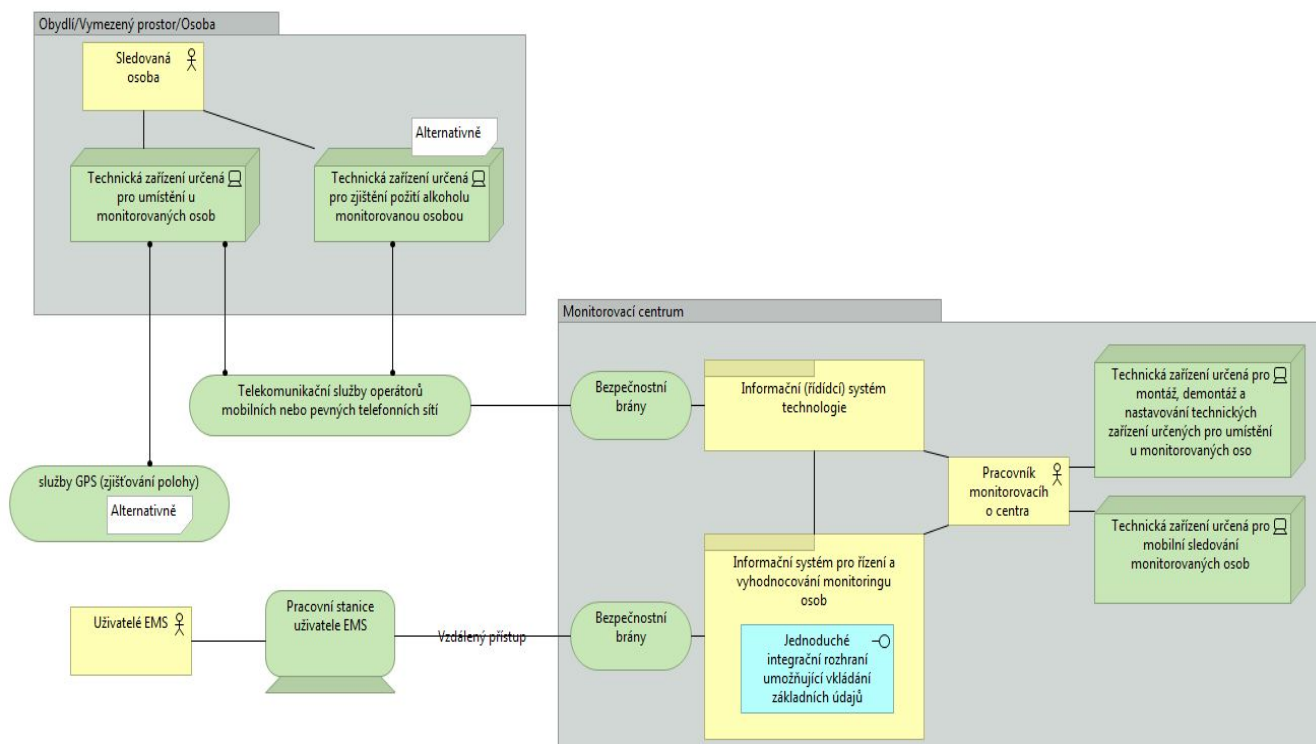 Obydlí/Vymezený prostor/Osoba
Sledovaná
osoba
Alternativně
Technická zařízení určená
pro umístění u
monitorovaných osob
Technická zařízení určená
pro zjištění požití alkoholu
monitorovanou osobou
Monitorovací centrum
Telekomunikační služby operátorů
mobilních nebo pevných telefonních sítí
Bezpečnostní
brány
Informační (řídídcí) systém
technologie
Technická zařízení určená pro
montáž, demontáž a
nastavování technických
zařízení určených pro umístění
u monitorovaných oso
služby GPS (zjišťování polohy)
Alternativně
Pracovník
monitorovacíh
o centra
Technická zařízení určená pro
mobilní sledování
monitorovaných osob
Informační systém pro řízení a
vyhodnocování monitoringu
osob
Uživatelé EMS
Pracovní stanice
uživatele EMS
Vzdálený přístup
Bezpečnostní
brány
Jednoduché
integrační rozhraní
umožňující vkládání
základních údajů